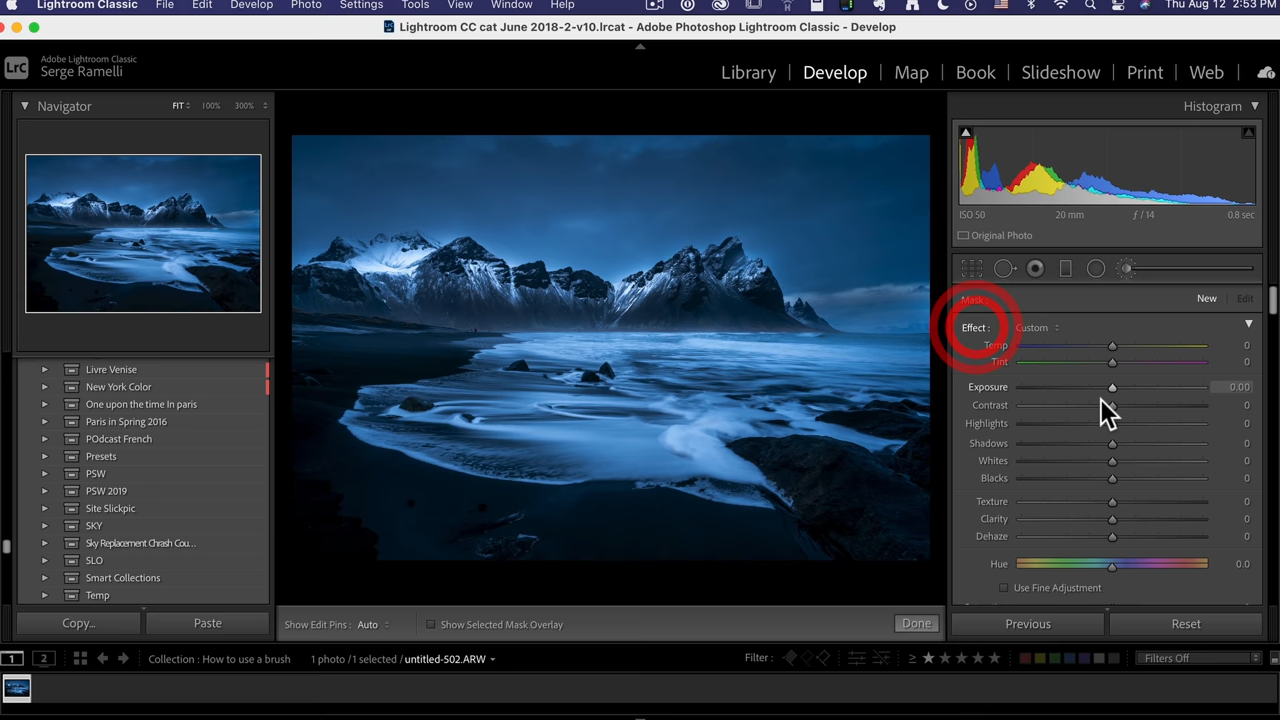 Lightroom Classic File Edit Develop Photo Settings Tools View Window Help Thu Aug 12 2:53 PM
Lightroom CC cat June 2018-2-v10.lrcat - Adobe Photoshop Lightroom Classic - Develop
LrC
Adobe Lightroom Classic
Serge Ramelli
Library Develop Map Book Slideshow Print Web
Navigator FIT 100% 300%
Histogram
ISO 50 20 mm ƒ / 14 0.8 sec
Original Photo
Mask : New Edit
Effect : Custom
Temp 0
Tint 0
Exposure 0.00
Contrast 0
Highlights 0
Shadows 0
Whites 0
Blacks 0
Texture 0
Clarity 0
Dehaze 0
Hue 0.0
Use Fine Adjustment
Livre Venise
New York Color
One upon the time In paris
Paris in Spring 2016
POdcast French
Presets
PSW
PSW 2019
Site Slickpic
SKY
Sky Replacement Chrash Cou...
SLO
Smart Collections
Temp
Copy... Paste
Show Edit Pins : Auto Show Selected Mask Overlay Done
Previous Reset
1 2 Collection : How to use a brush 1 photo /1 selected /untitled-502.ARW Filter : ≥ ★★★★★ Filters Off